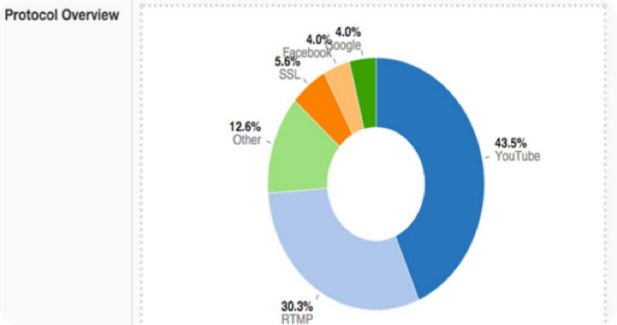 Protocol Overview
4.0%
Google
4.0%
Facebook
5.6%
SSL
12.6%
Other
43.5%
YouTube
30.3%
RTMP